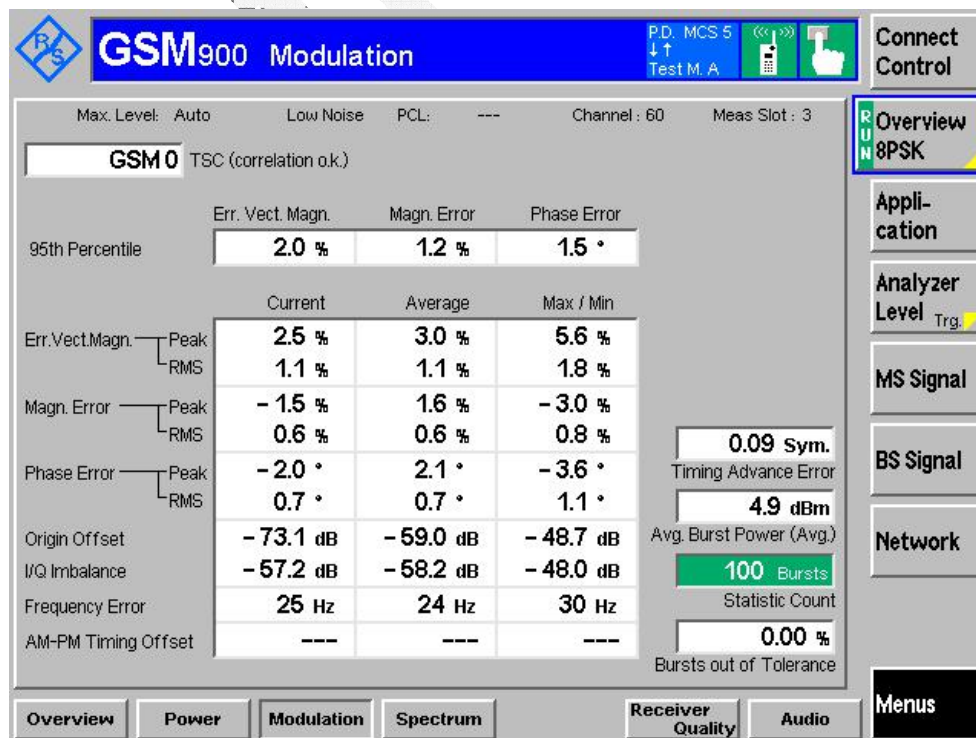 R/S
GSM900 Modulation
P.D. MCS 5
↓↑
Test M. A
Connect Control
Max. Level: Auto Low Noise PCL: --- Channel : 60 Meas Slot : 3
GSM 0 TSC (correlation o.k.)
Err. Vect. Magn. Magn. Error Phase Error
95th Percentile 2.0 % 1.2 % 1.5 °
Current Average Max / Min
Err.Vect.Magn. Peak 2.5 % 3.0 % 5.6 %
RMS 1.1 % 1.1 % 1.8 %
Magn. Error Peak – 1.5 % 1.6 % – 3.0 %
RMS 0.6 % 0.6 % 0.8 %
Phase Error Peak – 2.0 ° 2.1 ° – 3.6 °
RMS 0.7 ° 0.7 ° 1.1 °
Origin Offset – 73.1 dB – 59.0 dB – 48.7 dB
I/Q Imbalance – 57.2 dB – 58.2 dB – 48.0 dB
Frequency Error 25 Hz 24 Hz 30 Hz
AM-PM Timing Offset --- --- ---
0.09 Sym.
Timing Advance Error
4.9 dBm
Avg. Burst Power (Avg.)
100 Bursts
Statistic Count
0.00 %
Bursts out of Tolerance
RUN
Overview
8PSK
Appli-
cation
Analyzer
Level Trg.
MS Signal
BS Signal
Network
Menus
Overview Power Modulation Spectrum Receiver Quality Audio